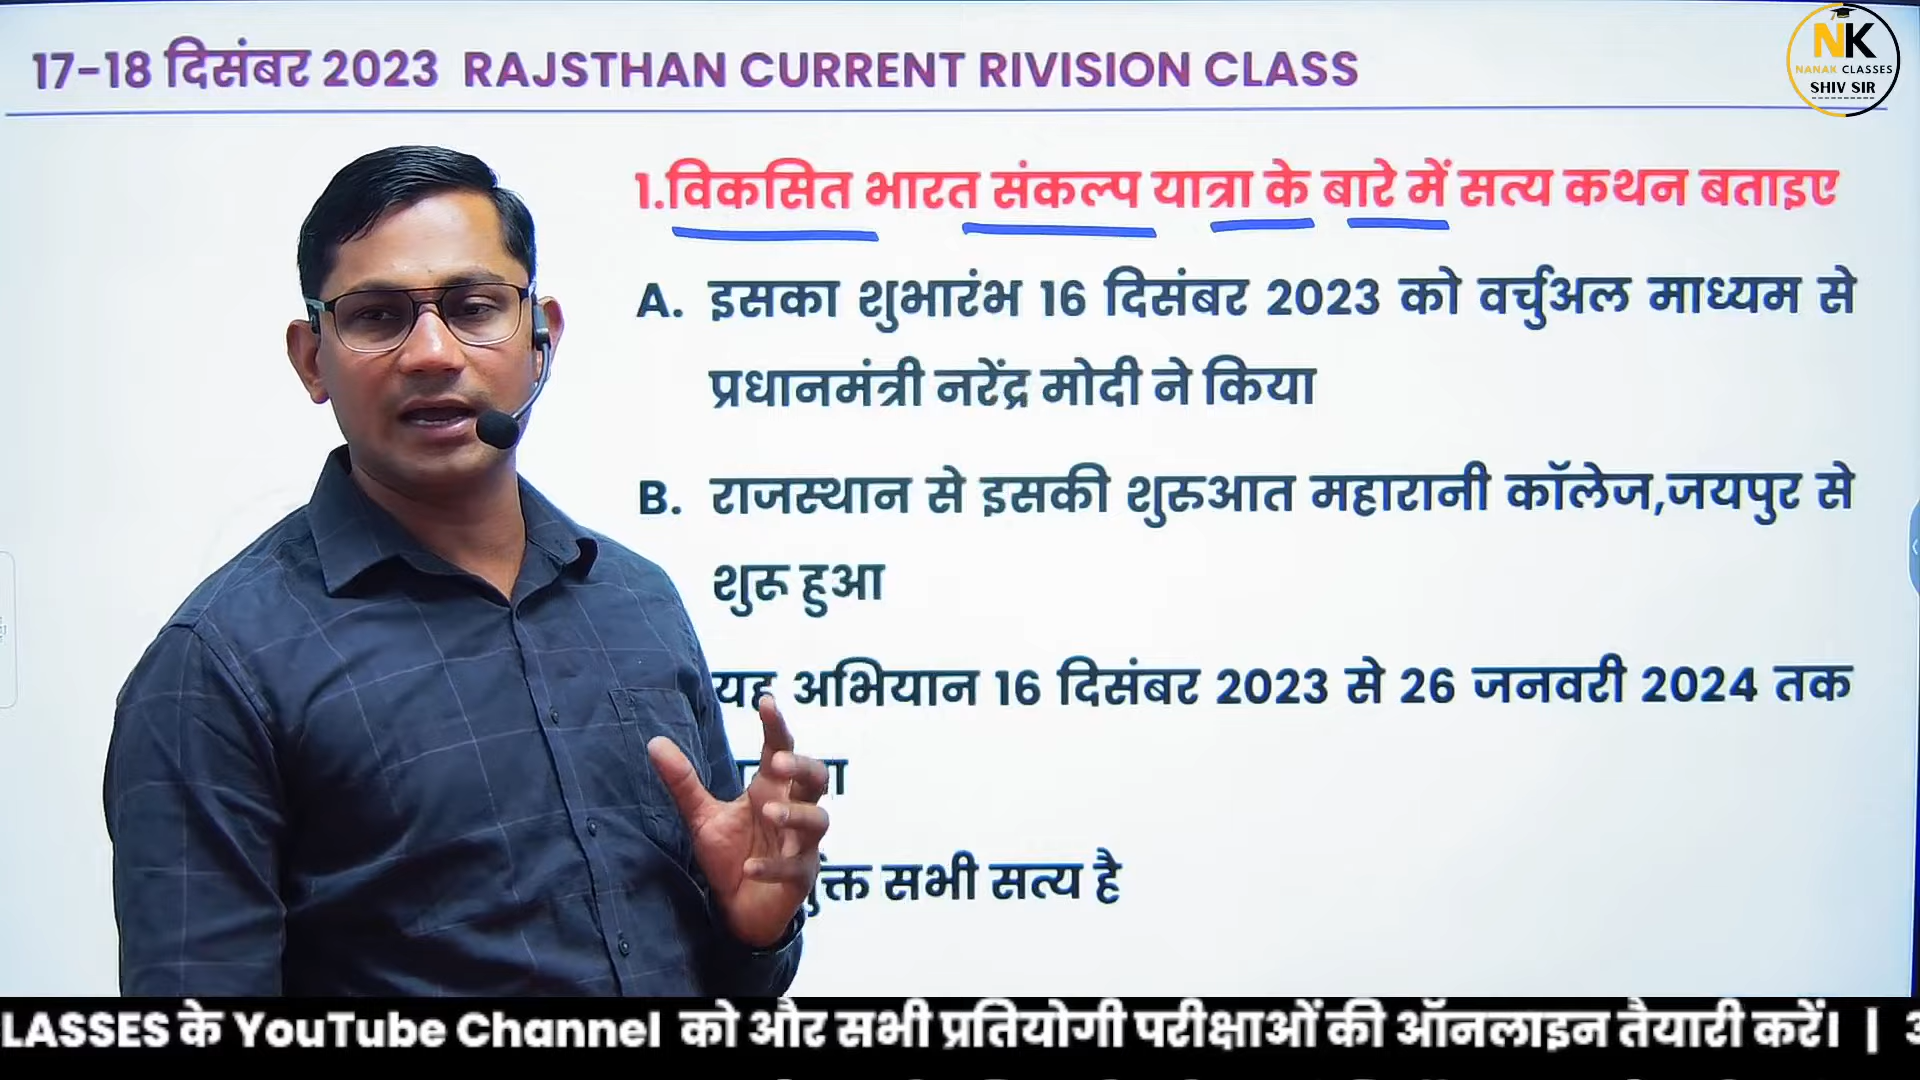 17-18 दिसंबर 2023 RAJSTHAN CURRENT RIVISION CLASS
NK
NANAK CLASSES
SHIV SIR
1.विकसित भारत संकल्प यात्रा के बारे में सत्य कथन बताइए
A. इसका शुभारंभ 16 दिसंबर 2023 को वर्चुअल माध्यम से
प्रधानमंत्री नरेंद्र मोदी ने किया
B. राजस्थान से इसकी शुरुआत महारानी कॉलेज,जयपुर से
शुरू हुआ
यह अभियान 16 दिसंबर 2023 से 26 जनवरी 2024 तक
सभी सत्य है
LASSES के YouTube Channel को और सभी प्रतियोगी परीक्षाओं की ऑनलाइन तैयारी करें। |